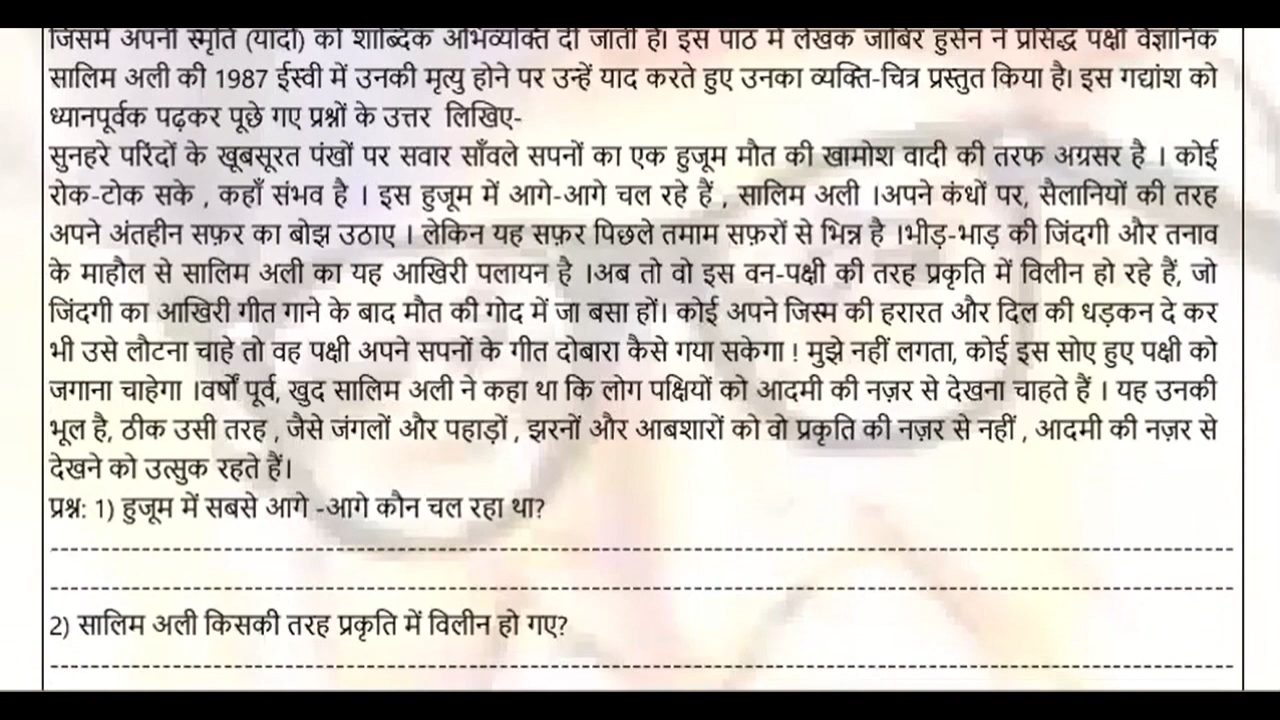 जिसमें अपनी स्मृति (यादों) को शाब्दिक अभिव्यक्ति दी जाती है। इस पाठ में लेखक जाबिर हुसैन ने प्रसिद्ध पक्षी वैज्ञानिक
सालिम अली की 1987 ईस्वी में उनकी मृत्यु होने पर उन्हें याद करते हुए उनका व्यक्ति-चित्र प्रस्तुत किया है। इस गद्यांश को
ध्यानपूर्वक पढ़कर पूछे गए प्रश्नों के उत्तर लिखिए-
सुनहरे परिंदों के खूबसूरत पंखों पर सवार साँवले सपनों का एक हुजूम मौत की खामोश वादी की तरफ अग्रसर है । कोई
रोक-टोक सके , कहाँ संभव है । इस हुजूम में आगे-आगे चल रहे हैं , सालिम अली ।अपने कंधों पर, सैलानियों की तरह
अपने अंतहीन सफ़र का बोझ उठाए । लेकिन यह सफ़र पिछले तमाम सफ़रों से भिन्न है ।भीड़-भाड़ की जिंदगी और तनाव
के माहौल से सालिम अली का यह आखिरी पलायन है ।अब तो वो इस वन-पक्षी की तरह प्रकृति में विलीन हो रहे हैं, जो
जिंदगी का आखिरी गीत गाने के बाद मौत की गोद में जा बसा हों। कोई अपने जिस्म की हरारत और दिल की धड़कन दे कर
भी उसे लौटना चाहे तो वह पक्षी अपने सपनों के गीत दोबारा कैसे गया सकेगा ! मुझे नहीं लगता, कोई इस सोए हुए पक्षी को
जगाना चाहेगा ।वर्षों पूर्व, खुद सालिम अली ने कहा था कि लोग पक्षियों को आदमी की नज़र से देखना चाहते हैं । यह उनकी
भूल है, ठीक उसी तरह , जैसे जंगलों और पहाड़ों , झरनों और आबशारों को वो प्रकृति की नज़र से नहीं , आदमी की नज़र से
देखने को उत्सुक रहते हैं।
प्रश्न: 1) हुजूम में सबसे आगे -आगे कौन चल रहा था?
2) सालिम अली किसकी तरह प्रकृति में विलीन हो गए?